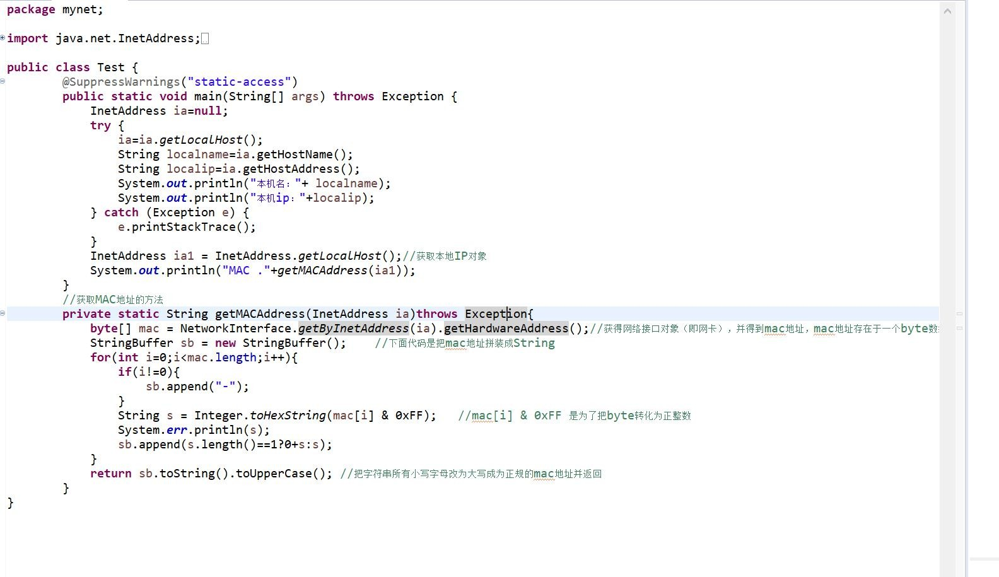 package mynet;
import java.net.InetAddress;
public class Test {
@SuppressWarnings("static-access")
public static void main(String[] args) throws Exception {
InetAddress ia=null;
try {
ia=ia.getLocalHost();
String localname=ia.getHostName();
String localip=ia.getHostAddress();
System.out.println("本机名："+ localname);
System.out.println("本机ip："+localip);
} catch (Exception e) {
e.printStackTrace();
}
InetAddress ia1 = InetAddress.getLocalHost();//获取本地IP对象
System.out.println("MAC ."+getMACAddress(ia1));
}
//获取MAC地址的方法
private static String getMACAddress(InetAddress ia)throws Exception{
byte[] mac = NetworkInterface.getByInetAddress(ia).getHardwareAddress();//获得网络接口对象（即网卡），并得到mac地址，mac地址存在于一个byte数
StringBuffer sb = new StringBuffer(); //下面代码是把mac地址拼装成String
for(int i=0;i<mac.length;i++){
if(i!=0){
sb.append("-");
}
String s = Integer.toHexString(mac[i] & 0xFF); //mac[i] & 0xFF 是为了把byte转化为正整数
System.err.println(s);
sb.append(s.length()==1?0+s:s);
}
return sb.toString().toUpperCase(); //把字符串所有小写字母改为大写成为正规的mac地址并返回
}
}